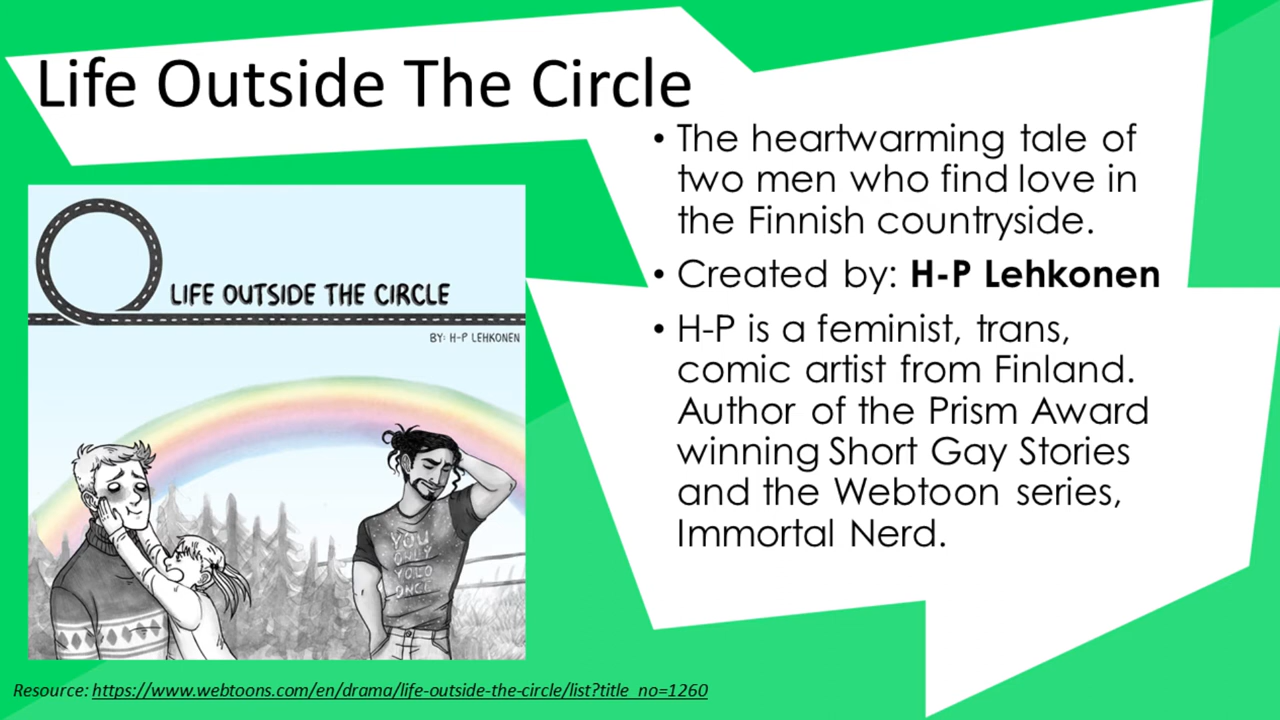 Life Outside The Circle
• The heartwarming tale of
two men who find love in
the Finnish countryside.
• Created by: H-P Lehkonen
• H-P is a feminist, trans,
comic artist from Finland.
Author of the Prism Award
winning Short Gay Stories
and the Webtoon series,
Immortal Nerd.
LIFE OUTSIDE THE CIRCLE
BY: H-P LEHKONEN
YOU
ONLY
YOLO
ONCE
Resource: https://www.webtoons.com/en/drama/life-outside-the-circle/list?title_no=1260